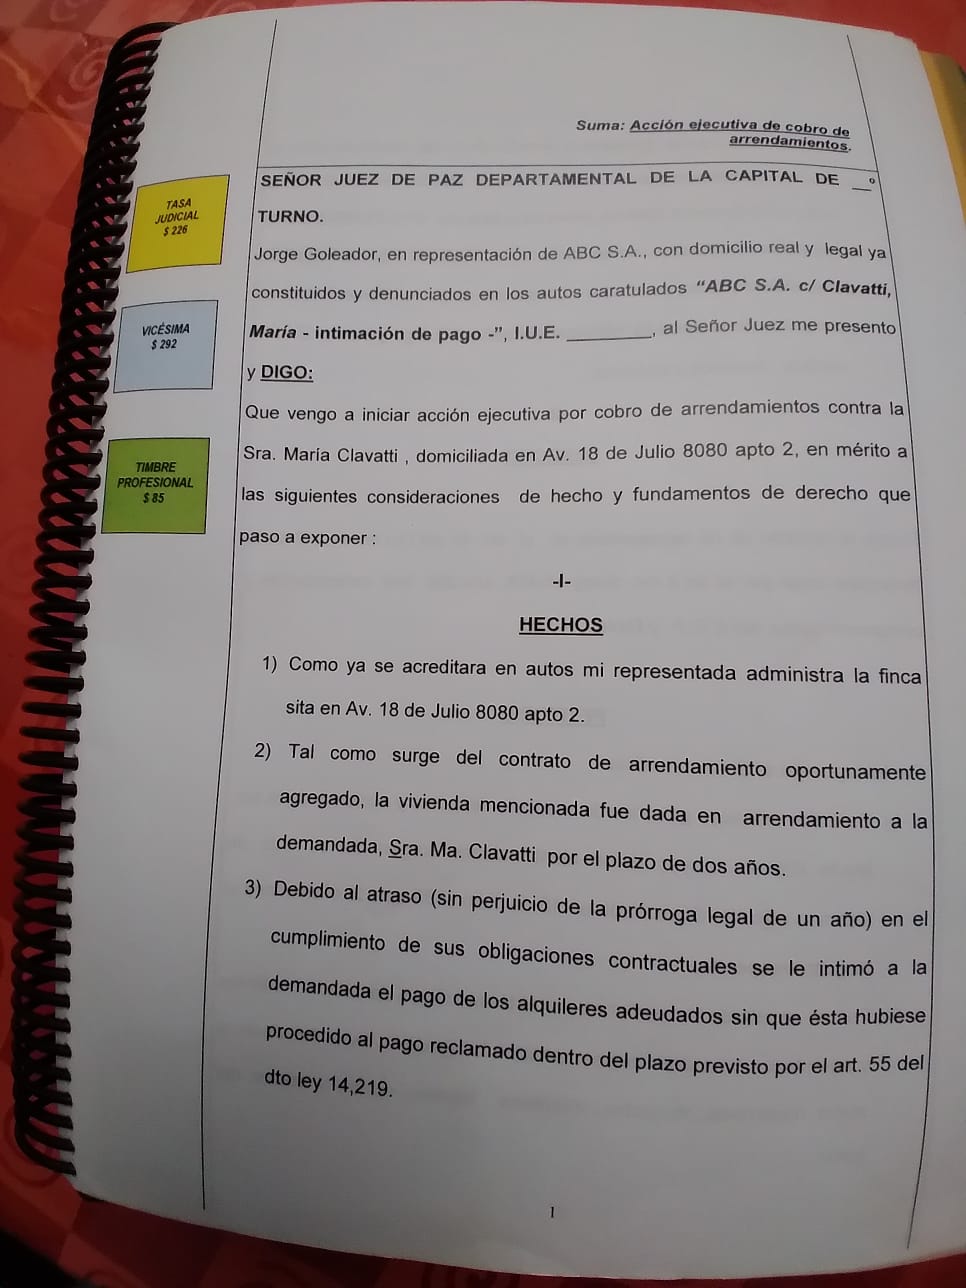 Suma: Acción ejecutiva de cobro de
arrendamientos.
SEÑOR JUEZ DE PAZ DEPARTAMENTAL DE LA CAPITAL DE __º
TURNO.
TASA
JUDICIAL
$ 226
Jorge Goleador, en representación de ABC S.A., con domicilio real y legal ya
constituidos y denunciados en los autos caratulados “ABC S.A. c/ Clavatti,
VICÉSIMA
$ 292
María - intimación de pago -”, I.U.E. _________, al Señor Juez me presento
y DIGO:
Que vengo a iniciar acción ejecutiva por cobro de arrendamientos contra la
Sra. María Clavatti , domiciliada en Av. 18 de Julio 8080 apto 2, en mérito a
TIMBRE
PROFESIONAL
$ 85
las siguientes consideraciones de hecho y fundamentos de derecho que
paso a exponer :
-I-
HECHOS
1) Como ya se acreditara en autos mi representada administra la finca
sita en Av. 18 de Julio 8080 apto 2.
2) Tal como surge del contrato de arrendamiento oportunamente
agregado, la vivienda mencionada fue dada en arrendamiento a la
demandada, Sra. Ma. Clavatti por el plazo de dos años.
3) Debido al atraso (sin perjuicio de la prórroga legal de un año) en el
cumplimiento de sus obligaciones contractuales se le intimó a la
demandada el pago de los alquileres adeudados sin que ésta hubiese
procedido al pago reclamado dentro del plazo previsto por el art. 55 del
dto ley 14,219.
1